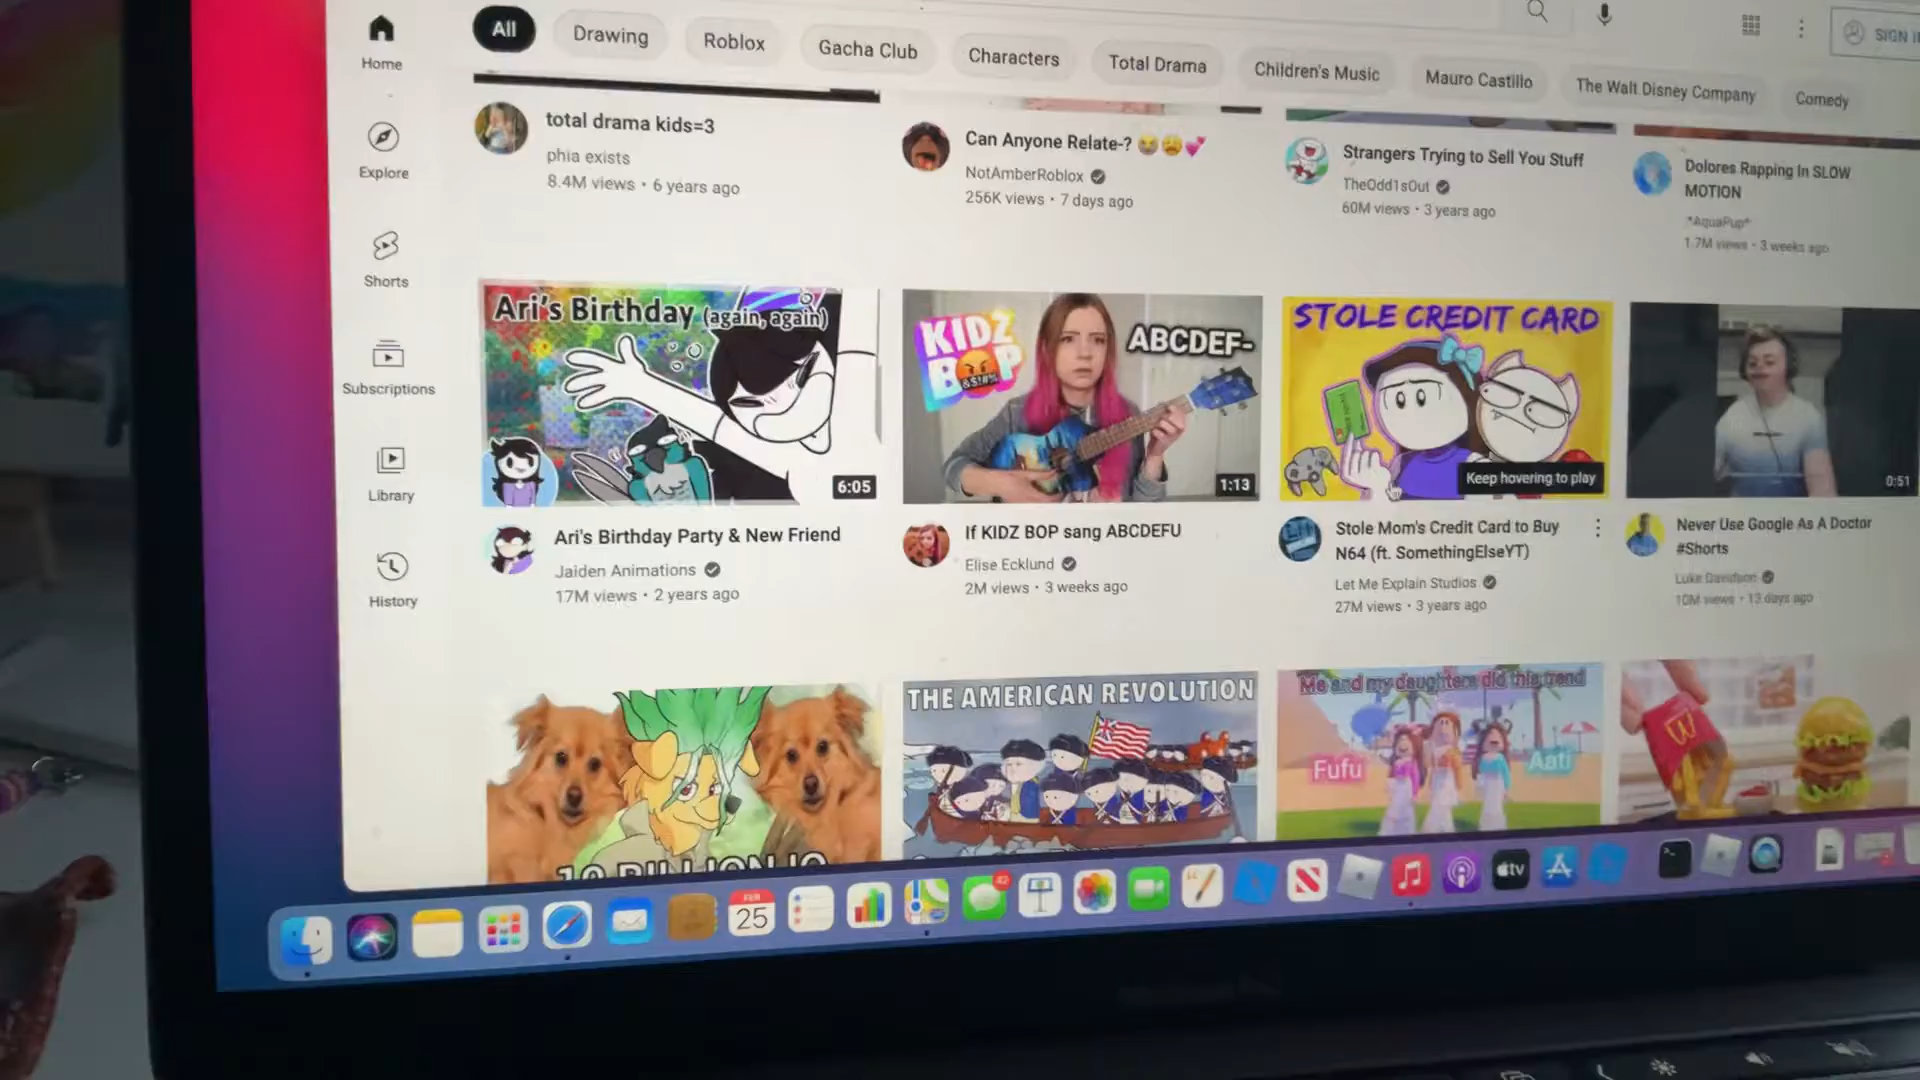 Home
Explore
Shorts
Subscriptions
Library
History
All
Drawing
Roblox
Gacha Club
Characters
Total Drama
Children's Music
Mauro Castillo
The Walt Disney Company
Comedy
SIGN I
total drama kids=3
phia exists
8.4M views • 6 years ago
Can Anyone Relate-? 😭😩💕
NotAmberRoblox
256K views • 7 days ago
Strangers Trying to Sell You Stuff
TheOdd1sOut
60M views • 3 years ago
Dolores Rapping In SLOW
MOTION
*AquaPup*
1.7M views • 3 weeks ago
Ari's Birthday (again, again)
6:05
KIDZ
BOP
&$!#%
ABCDEF-
1:13
STOLE CREDIT CARD
Keep hovering to play
0:51
Ari's Birthday Party & New Friend
Jaiden Animations
17M views • 2 years ago
If KIDZ BOP sang ABCDEFU
Elise Ecklund
2M views • 3 weeks ago
Stole Mom's Credit Card to Buy
N64 (ft. SomethingElseYT)
Let Me Explain Studios
27M views • 3 years ago
Never Use Google As A Doctor
#Shorts
Luke Davidson
10M views • 13 days ago
10 BILLION IQ
THE AMERICAN REVOLUTION
Me and my daughters did this trend
Fufu
Aati
FEB
25
42
tv